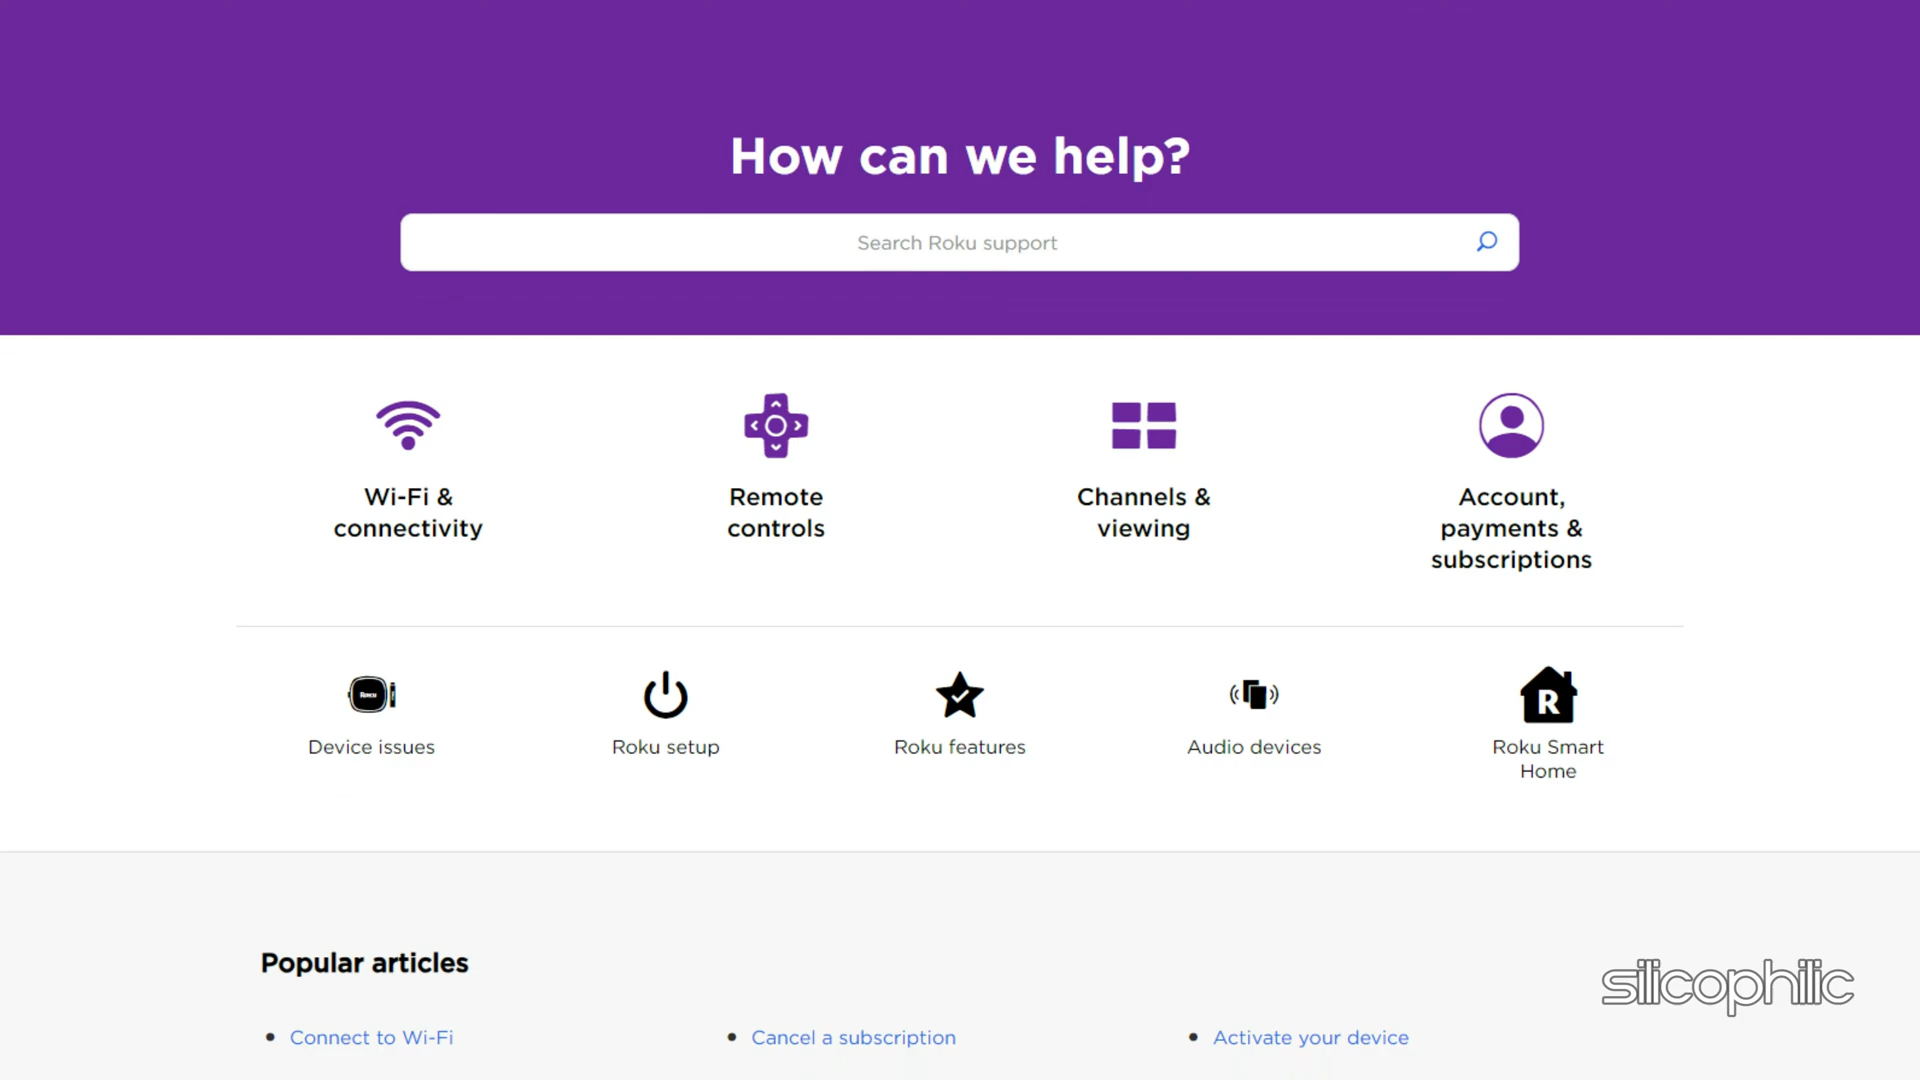 How can we help?
Search Roku support
Wi-Fi &
connectivity
Remote
controls
Channels &
viewing
Account,
payments &
subscriptions
Roku
Device issues
Roku setup
Roku features
Audio devices
R
Roku Smart
Home
Popular articles
silicophilic
Connect to Wi-Fi
Cancel a subscription
Activate your device